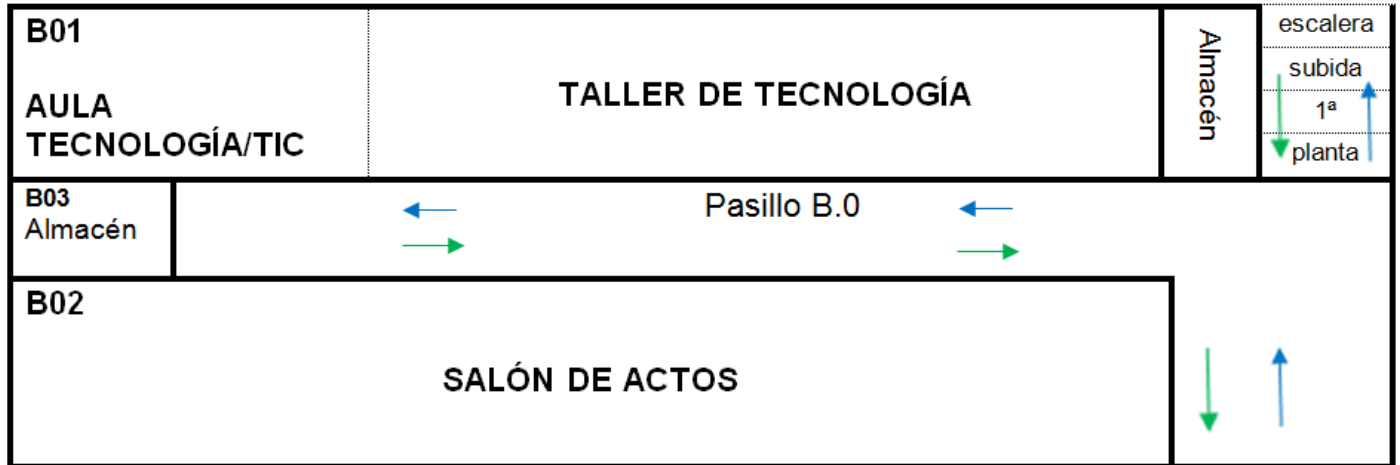 B01
AULA
TECNOLOGÍA/TIC
TALLER DE TECNOLOGÍA
Almacén
escalera
subida
1ª
planta
B03
Almacén
Pasillo B.0
B02
SALÓN DE ACTOS